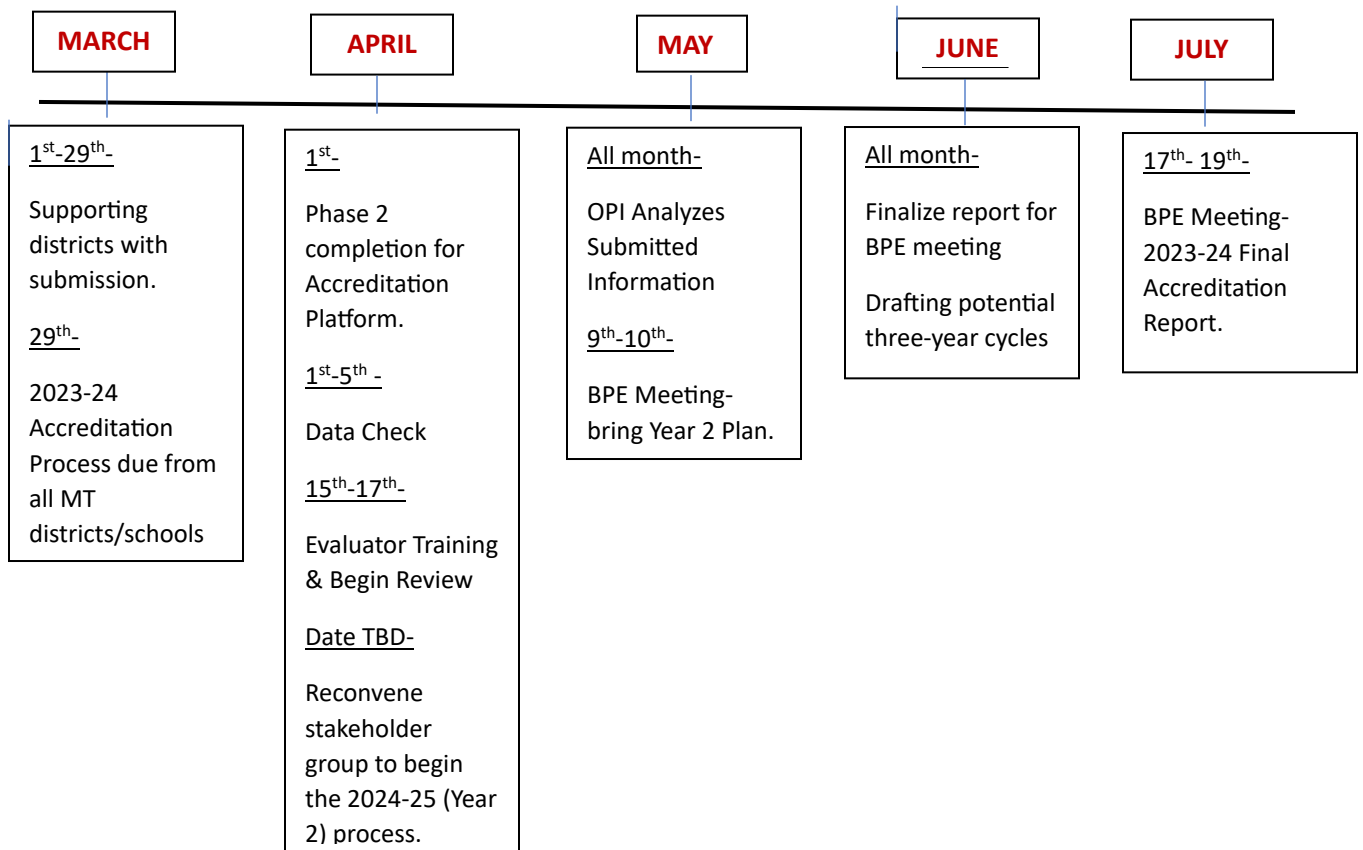 MARCH
APRIL
MAY
JUNE
JULY
1st-29th-
Supporting
districts with
submission.
29th-
2023-24
Accreditation
Process due from
all MT
districts/schools
1st-
Phase 2
completion for
Accreditation
Platform.
1st-5th -
Data Check
15th-17th-
Evaluator Training
& Begin Review
Date TBD-
Reconvene
stakeholder
group to begin
the 2024-25 (Year
2) process.
All month-
OPI Analyzes
Submitted
Information
9th-10th-
BPE Meeting-
bring Year 2 Plan.
All month-
Finalize report for
BPE meeting
Drafting potential
three-year cycles
17th- 19th-
BPE Meeting-
2023-24 Final
Accreditation
Report.